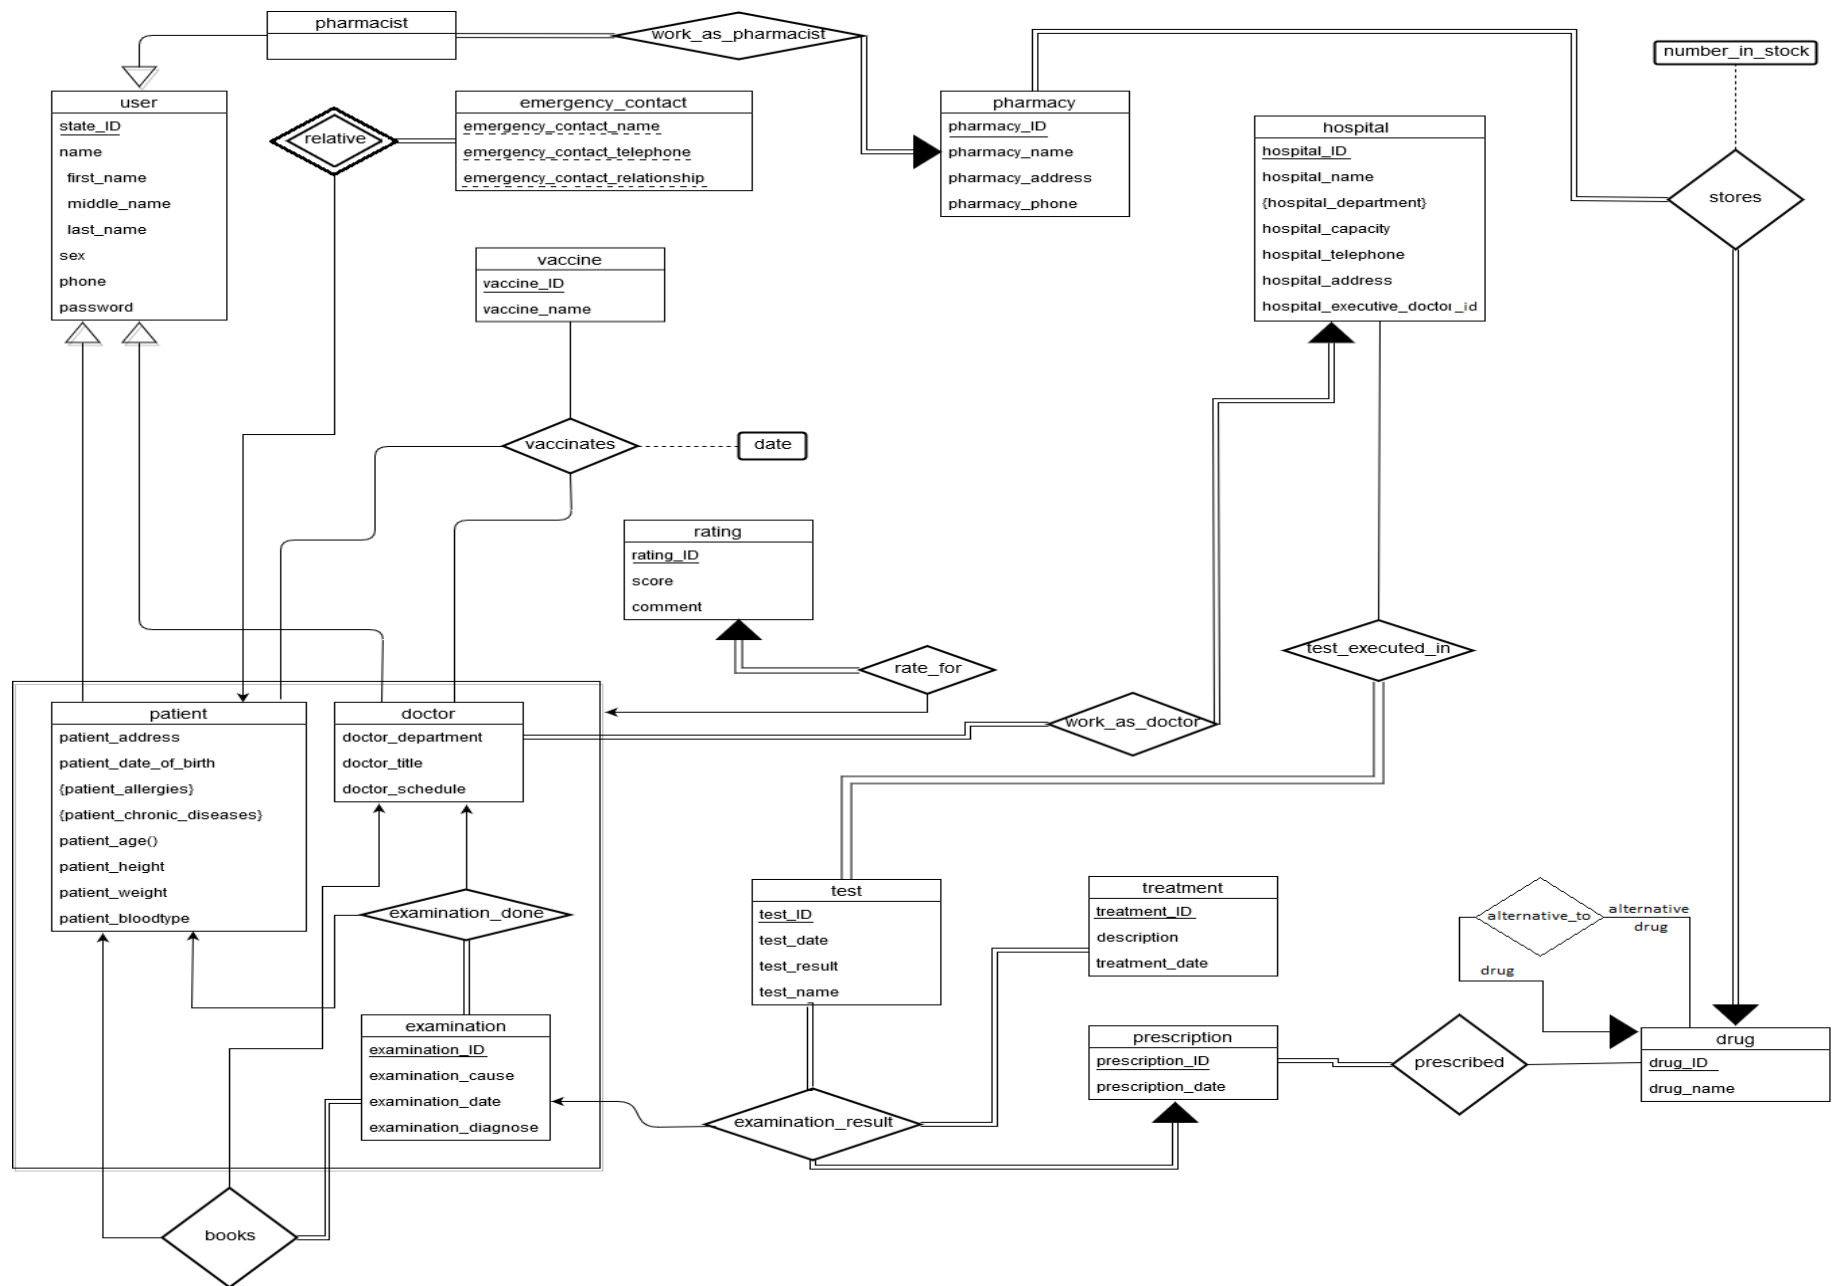 pharmacist
work_as_pharmacist
number_in_stock
user
state_ID
name
first_name
middle_name
last_name
sex
phone
password
relative
emergency_contact
emergency_contact_name
emergency_contact_telephone
emergency_contact_relationship
pharmacy
pharmacy_ID
pharmacy_name
pharmacy_address
pharmacy_phone
hospital
hospital_ID
hospital_name
{hospital_department}
hospital_capacity
hospital_telephone
hospital_address
hospital_executive_doctor_id
stores
vaccine
vaccine_ID
vaccine_name
vaccinates
date
rating
rating_ID
score
comment
rate_for
test_executed_in
work_as_doctor
patient
patient_address
patient_date_of_birth
{patient_allergies}
{patient_chronic_diseases}
patient_age()
patient_height
patient_weight
patient_bloodtype
doctor
doctor_department
doctor_title
doctor_schedule
examination_done
examination
examination_ID
examination_cause
examination_date
examination_diagnose
test
test_ID
test_date
test_result
test_name
treatment
treatment_ID
description
treatment_date
alternative_to
alternative
drug
drug
prescription
prescription_ID
prescription_date
prescribed
drug
drug_ID
drug_name
examination_result
books